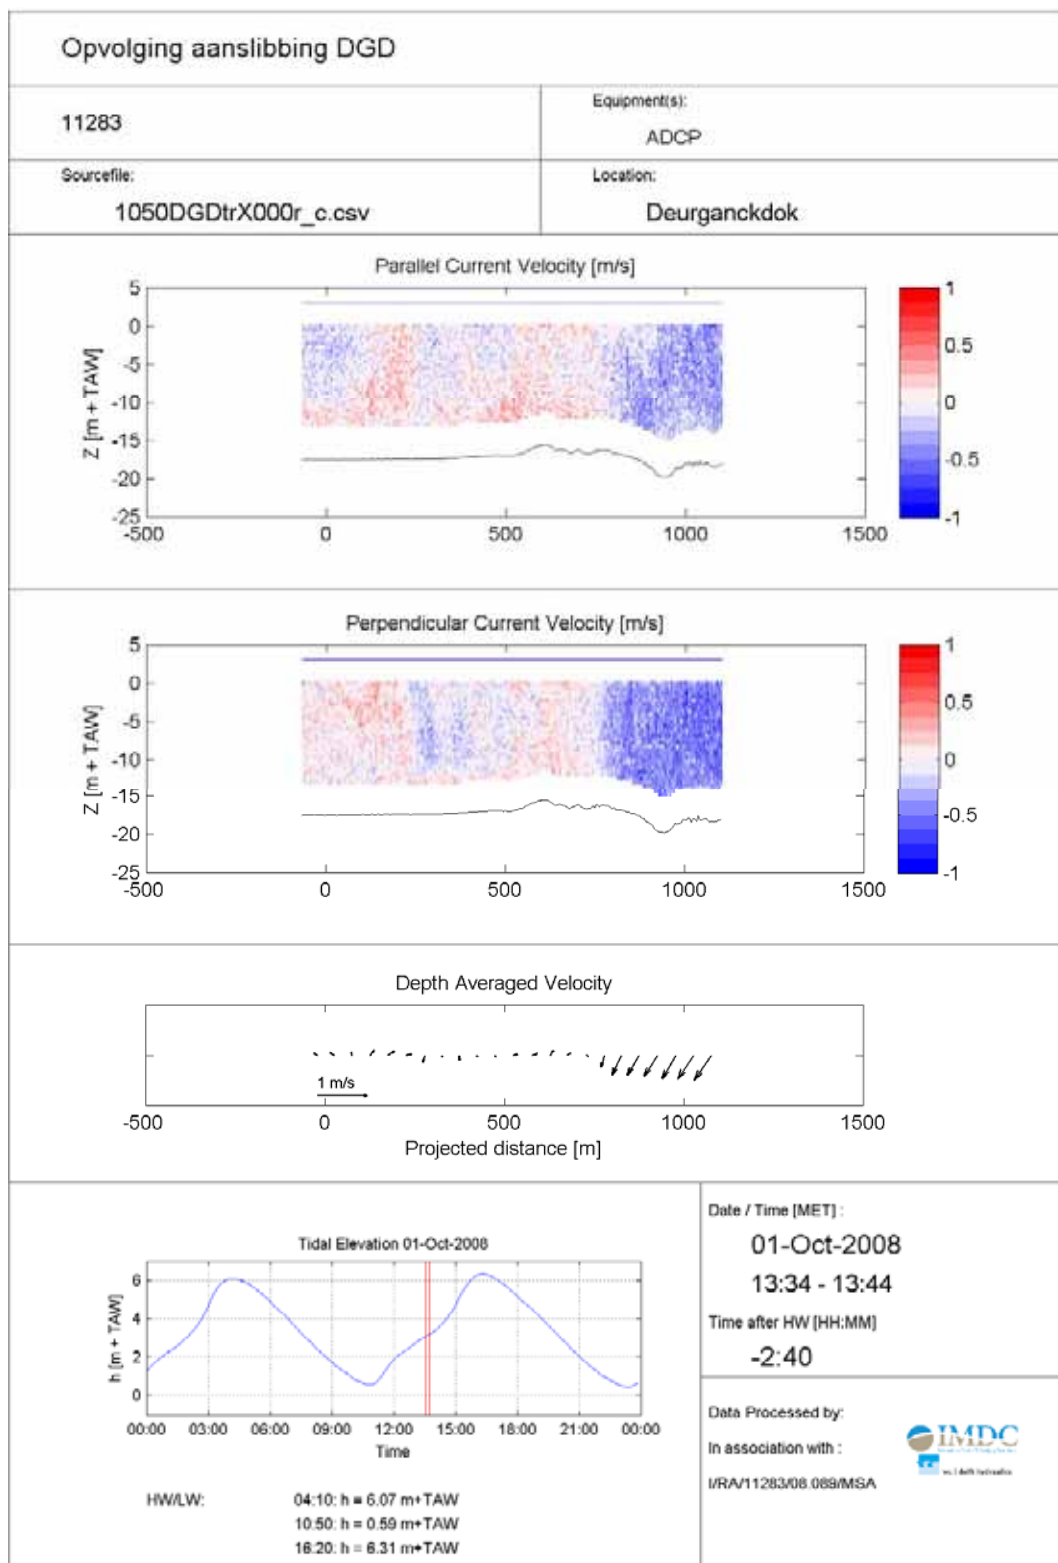 Opvolging aanslibbing DGD
11283
Equipment(s):
ADCP
Sourcefile:
1050DGDtrX000r_c.csv
Location:
Deurganckdok
Parallel Current Velocity [m/s]
Z [m + TAW]
5
0
-5
-10
-15
-20
-25
-500
0
500
1000
1500
1
0.5
0
-0.5
-1
Perpendicular Current Velocity [m/s]
Z [m + TAW]
5
0
-5
-10
-15
-20
-25
-500
0
500
1000
1500
1
0.5
0
-0.5
-1
Depth Averaged Velocity
1 m/s
-500
0
500
1000
1500
Projected distance [m]
Tidal Elevation 01-Oct-2008
h [m + TAW]
6
4
2
0
00:00
03:00
06:00
09:00
12:00
15:00
18:00
21:00
00:00
Time
HW/LW:
04:10: h = 6.07 m+TAW
10:50: h = 0.59 m+TAW
16:20: h = 6.31 m+TAW
Date / Time [MET] :
01-Oct-2008
13:34 - 13:44
Time after HW [HH:MM]
-2:40
Data Processed by:
IMDC
In association with :
wl | delft hydraulics
I/RA/11283/08.089/MSA